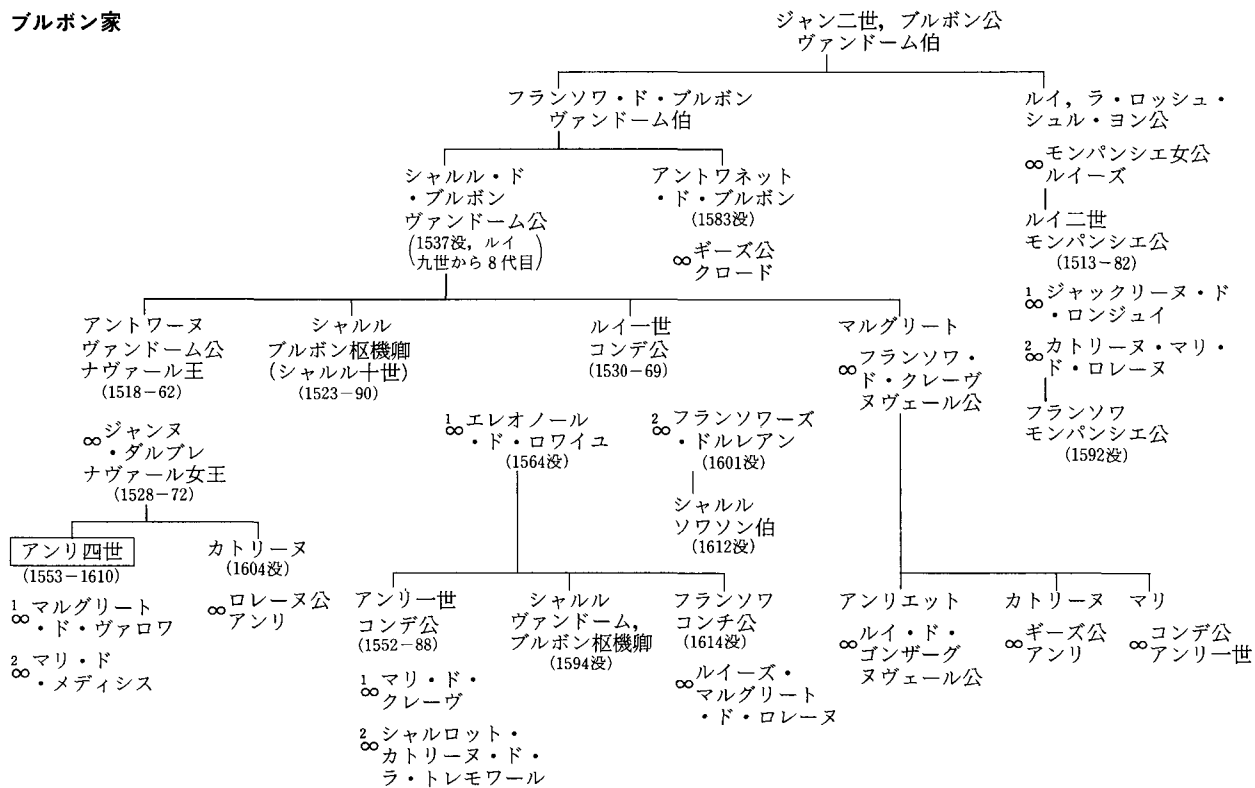 ブルボン家
ジャン二世，ブルボン公
ヴァンドーム伯
フランソワ・ド・ブルボン
ヴァンドーム伯
ルイ，ラ・ロッシュ・
シュル・ヨン公
∞モンパンシエ女公
ルイーズ
シャルル・ド
・ブルボン
ヴァンドーム公
(1537没，ルイ
九世から8代目)
アントワネット
・ド・ブルボン
(1583没)
∞ギーズ公
クロード
ルイ二世
モンパンシエ公
(1513－82)
1∞ジャックリーヌ・ド
・ロンジュイ
2∞カトリーヌ・マリ・
ド・ロレーヌ
フランソワ
モンパンシエ公
(1592没)
アントワーヌ
ヴァンドーム公
ナヴァール王
(1518－62)
∞ジャンヌ
・ダルブレ
ナヴァール女王
(1528－72)
シャルル
ブルボン枢機卿
(シャルル十世)
(1523－90)
ルイ一世
コンデ公
(1530－69)
1∞エレオノール
・ド・ロワイユ
(1564没)
2∞フランソワーズ
・ドルレアン
(1601没)
シャルル
ソワソン伯
(1612没)
マルグリート
∞フランソワ・
ド・クレーヴ
ヌヴェール公
アンリ四世
(1553－1610)
1∞マルグリート
・ド・ヴァロワ
2∞マリ・ド
・メディシス
カトリーヌ
(1604没)
∞ロレーヌ公
アンリ
アンリ一世
コンデ公
(1552－88)
1∞マリ・ド・
クレーヴ
2∞シャルロット・
カトリーヌ・ド・
ラ・トレモワール
シャルル
ヴァンドーム，
ブルボン枢機卿
(1594没)
フランソワ
コンチ公
(1614没)
∞ルイーズ・
マルグリート
・ド・ロレーヌ
アンリエット
∞ルイ・ド・
ゴンザーグ
ヌヴェール公
カトリーヌ
∞ギーズ公
アンリ
マリ
∞コンデ公
アンリ一世